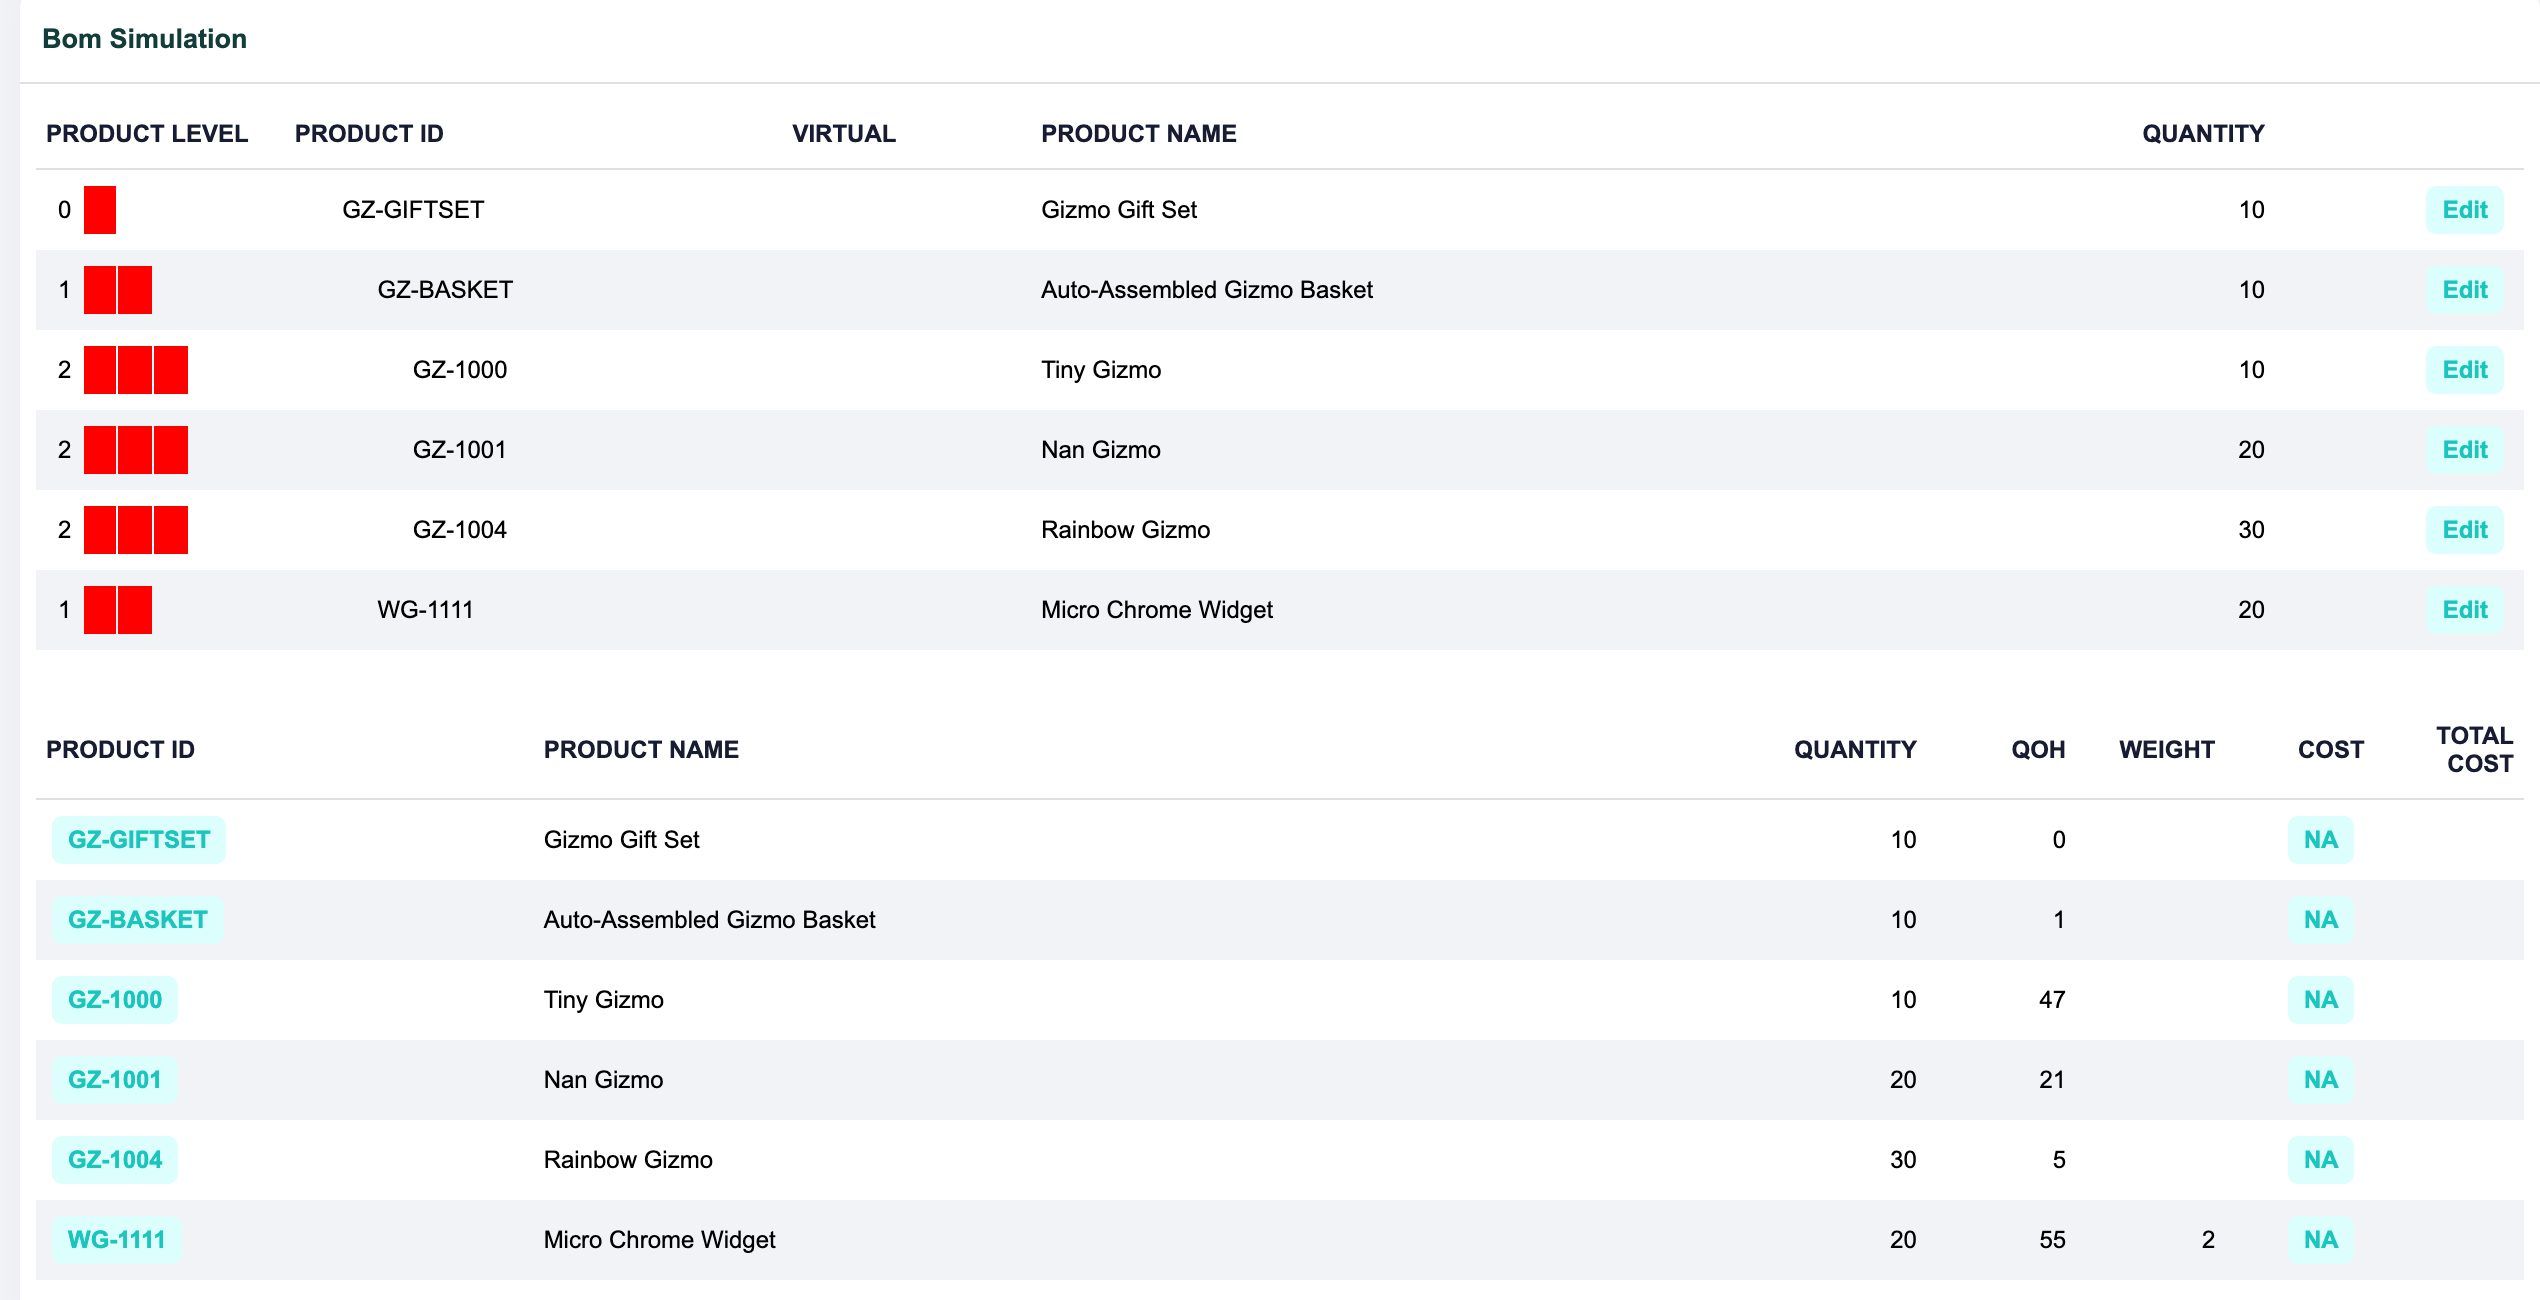 Bom Simulation
PRODUCT LEVEL PRODUCT ID VIRTUAL PRODUCT NAME QUANTITY
0 GZ-GIFTSET Gizmo Gift Set 10 Edit
1 GZ-BASKET Auto-Assembled Gizmo Basket 10 Edit
2 GZ-1000 Tiny Gizmo 10 Edit
2 GZ-1001 Nan Gizmo 20 Edit
2 GZ-1004 Rainbow Gizmo 30 Edit
1 WG-1111 Micro Chrome Widget 20 Edit
PRODUCT ID PRODUCT NAME QUANTITY QOH WEIGHT COST TOTAL COST
GZ-GIFTSET Gizmo Gift Set 10 0 NA
GZ-BASKET Auto-Assembled Gizmo Basket 10 1 NA
GZ-1000 Tiny Gizmo 10 47 NA
GZ-1001 Nan Gizmo 20 21 NA
GZ-1004 Rainbow Gizmo 30 5 NA
WG-1111 Micro Chrome Widget 20 55 2 NA